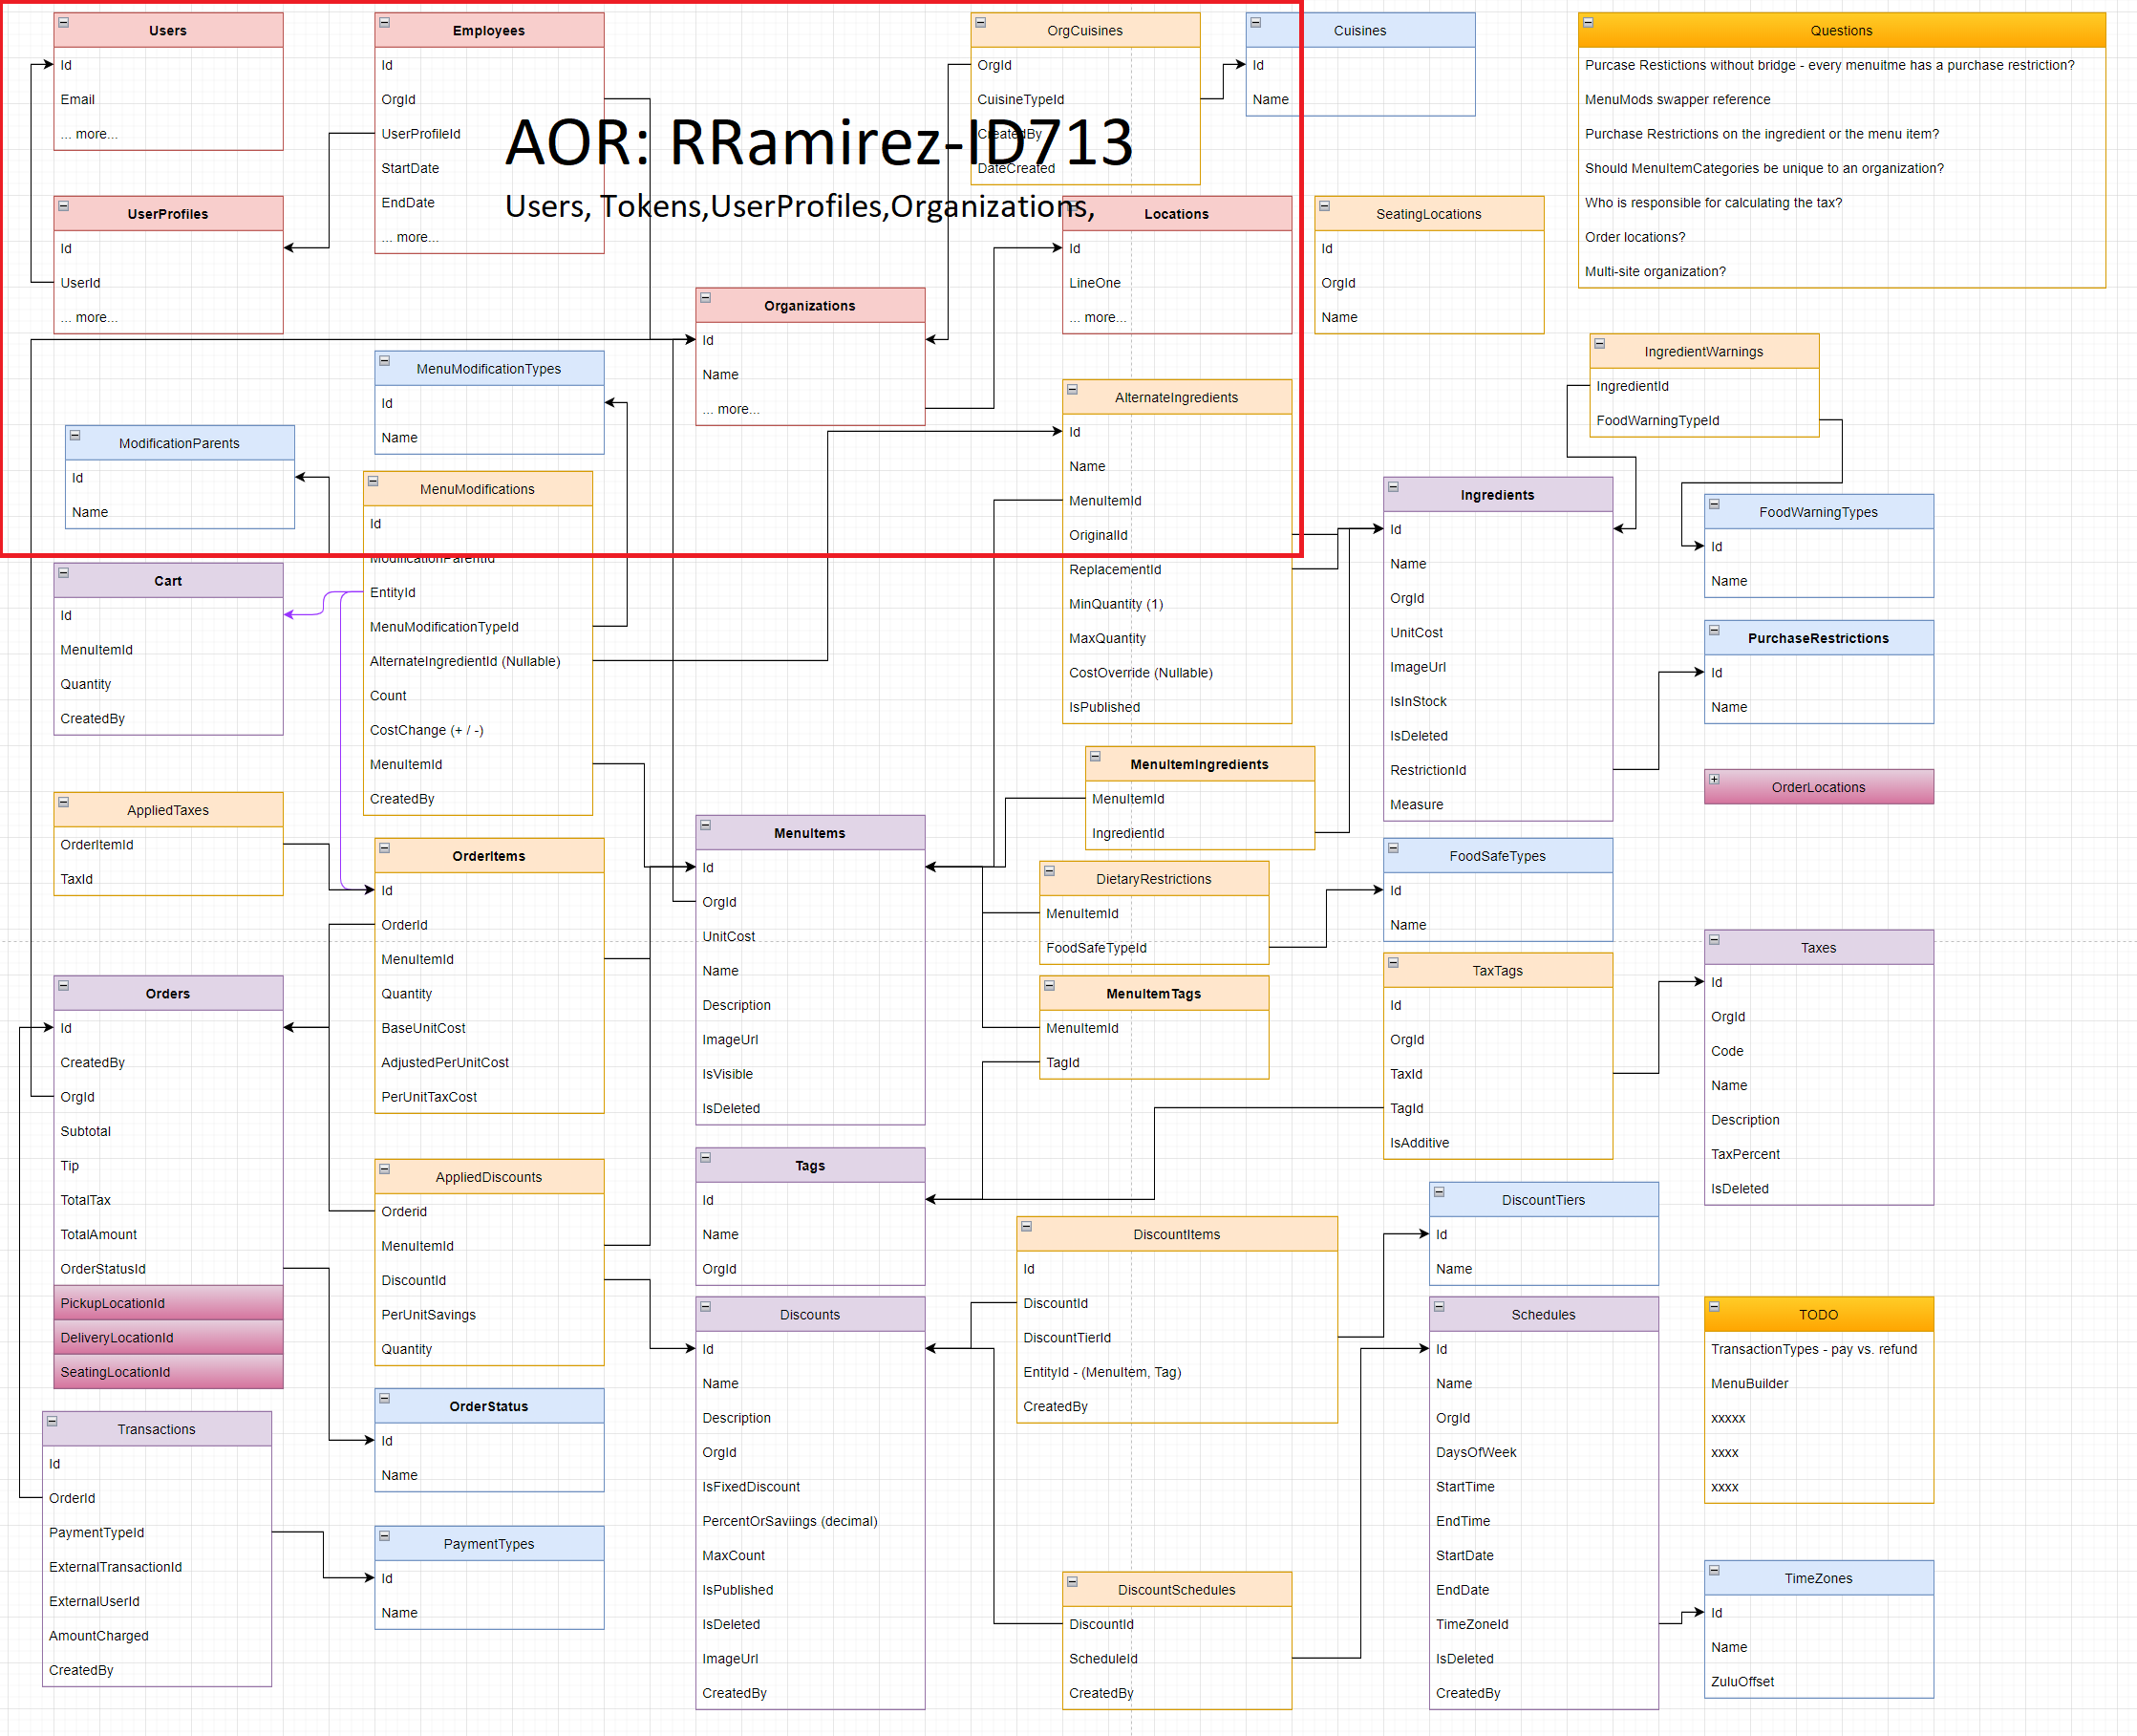 Users
Id
Email
... more...
UserProfiles
Id
UserId
... more...
Employees
Id
OrgId
UserProfileId
StartDate
EndDate
... more...
AOR: RRamirez-ID713
Users, Tokens,UserProfiles,Organizations,
OrgCuisines
OrgId
CuisineTypeId
CreatedBy
DateCreated
Cuisines
Id
Name
Questions
Purcase Restictions without bridge - every menuitme has a purchase restriction?
MenuMods swapper reference
Purchase Restrictions on the ingredient or the menu item?
Should MenuItemCategories be unique to an organization?
Who is responsible for calculating the tax?
Order locations?
Multi-site organization?
Locations
Id
LineOne
... more...
SeatingLocations
Id
OrgId
Name
Organizations
Id
Name
... more...
MenuModificationTypes
Id
Name
ModificationParents
Id
Name
MenuModifications
Id
ModificationParentId
EntityId
MenuModificationTypeId
AlternateIngredientId (Nullable)
Count
CostChange (+ / -)
MenuItemId
CreatedBy
AlternateIngredients
Id
Name
MenuItemId
OriginalId
ReplacementId
MinQuantity (1)
MaxQuantity
CostOverride (Nullable)
IsPublished
IngredientWarnings
IngredientId
FoodWarningTypeId
Ingredients
Id
Name
OrgId
UnitCost
ImageUrl
IsInStock
IsDeleted
RestrictionId
Measure
FoodWarningTypes
Id
Name
PurchaseRestrictions
Id
Name
OrderLocations
Cart
Id
MenuItemId
Quantity
CreatedBy
AppliedTaxes
OrderItemId
TaxId
OrderItems
Id
OrderId
MenuItemId
Quantity
BaseUnitCost
AdjustedPerUnitCost
PerUnitTaxCost
MenuItems
Id
OrgId
UnitCost
Name
Description
ImageUrl
IsVisible
IsDeleted
MenuItemIngredients
MenuItemId
IngredientId
DietaryRestrictions
MenuItemId
FoodSafeTypeId
MenuItemTags
MenuItemId
TagId
FoodSafeTypes
Id
Name
TaxTags
Id
OrgId
TaxId
TagId
IsAdditive
Taxes
Id
OrgId
Code
Name
Description
TaxPercent
IsDeleted
Orders
Id
CreatedBy
OrgId
Subtotal
Tip
TotalTax
TotalAmount
OrderStatusId
PickupLocationId
DeliveryLocationId
SeatingLocationId
AppliedDiscounts
Orderid
MenuItemId
DiscountId
PerUnitSavings
Quantity
Tags
Id
Name
OrgId
DiscountItems
Id
DiscountId
DiscountTierId
EntityId - (MenuItem, Tag)
CreatedBy
DiscountTiers
Id
Name
Discounts
Id
Name
Description
OrgId
IsFixedDiscount
PercentOrSaviings (decimal)
MaxCount
IsPublished
IsDeleted
ImageUrl
CreatedBy
Schedules
Id
Name
OrgId
DaysOfWeek
StartTime
EndTime
StartDate
EndDate
TimeZoneId
IsDeleted
CreatedBy
TODO
TransactionTypes - pay vs. refund
MenuBuilder
xxxxx
xxxx
xxxx
Transactions
Id
OrderId
PaymentTypeId
ExternalTransactionId
ExternalUserId
AmountCharged
CreatedBy
OrderStatus
Id
Name
PaymentTypes
Id
Name
DiscountSchedules
DiscountId
ScheduleId
CreatedBy
TimeZones
Id
Name
ZuluOffset